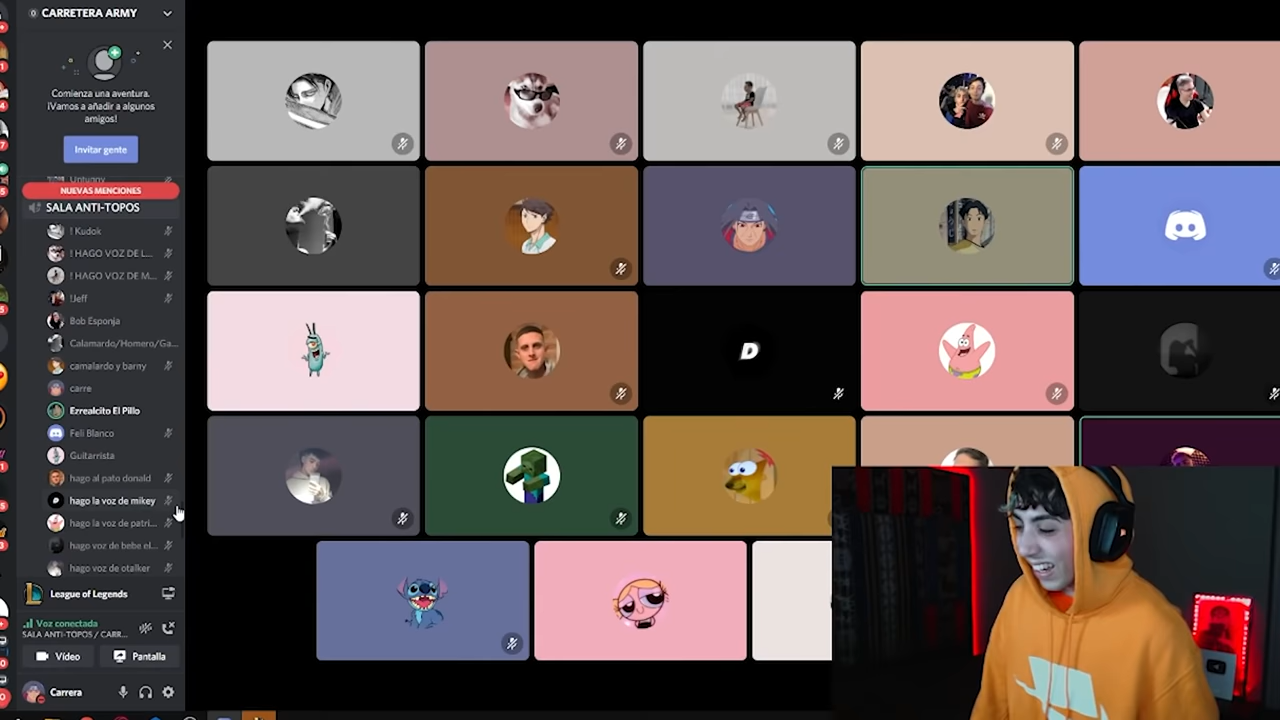 CARRETERA ARMY
Comienza una aventura.
¡Vamos a añadir a algunos
amigos!
Invitar gente
NUEVAS MENCIONES
SALA ANTI-TOPOS
! Kudok
! HAGO VOZ DE L...
! HAGO VOZ DE M...
!Jeff
Bob Esponja
Calamardo/Homero/Ga...
camalardo y barny
carre
Ezrealcito El Pillo
Feli Blanco
Guitarrista
hago al pato donald
hago la voz de mikey
hago la voz de patri...
hago voz de bebe el...
hago voz de otalker
League of Legends
Voz conectada
SALA ANTI-TOPOS / CARR...
Vídeo
Pantalla
Carrera
D